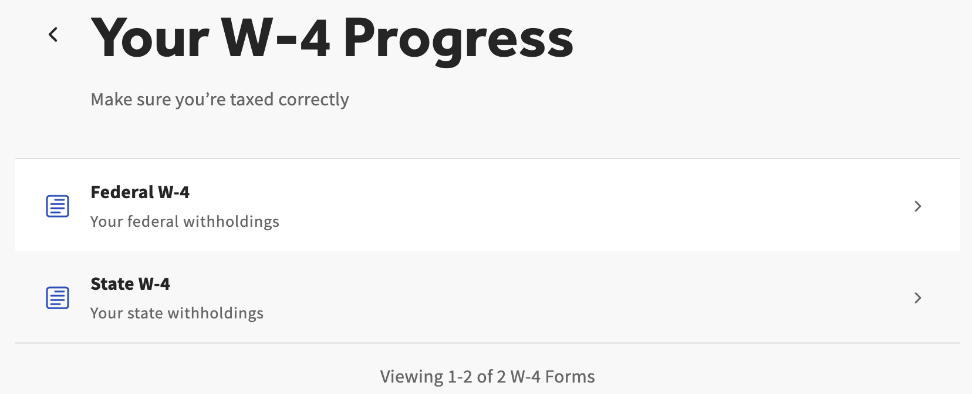 Your W-4 Progress
Make sure you’re taxed correctly
Federal W-4
Your federal withholdings
State W-4
Your state withholdings
Viewing 1-2 of 2 W-4 Forms